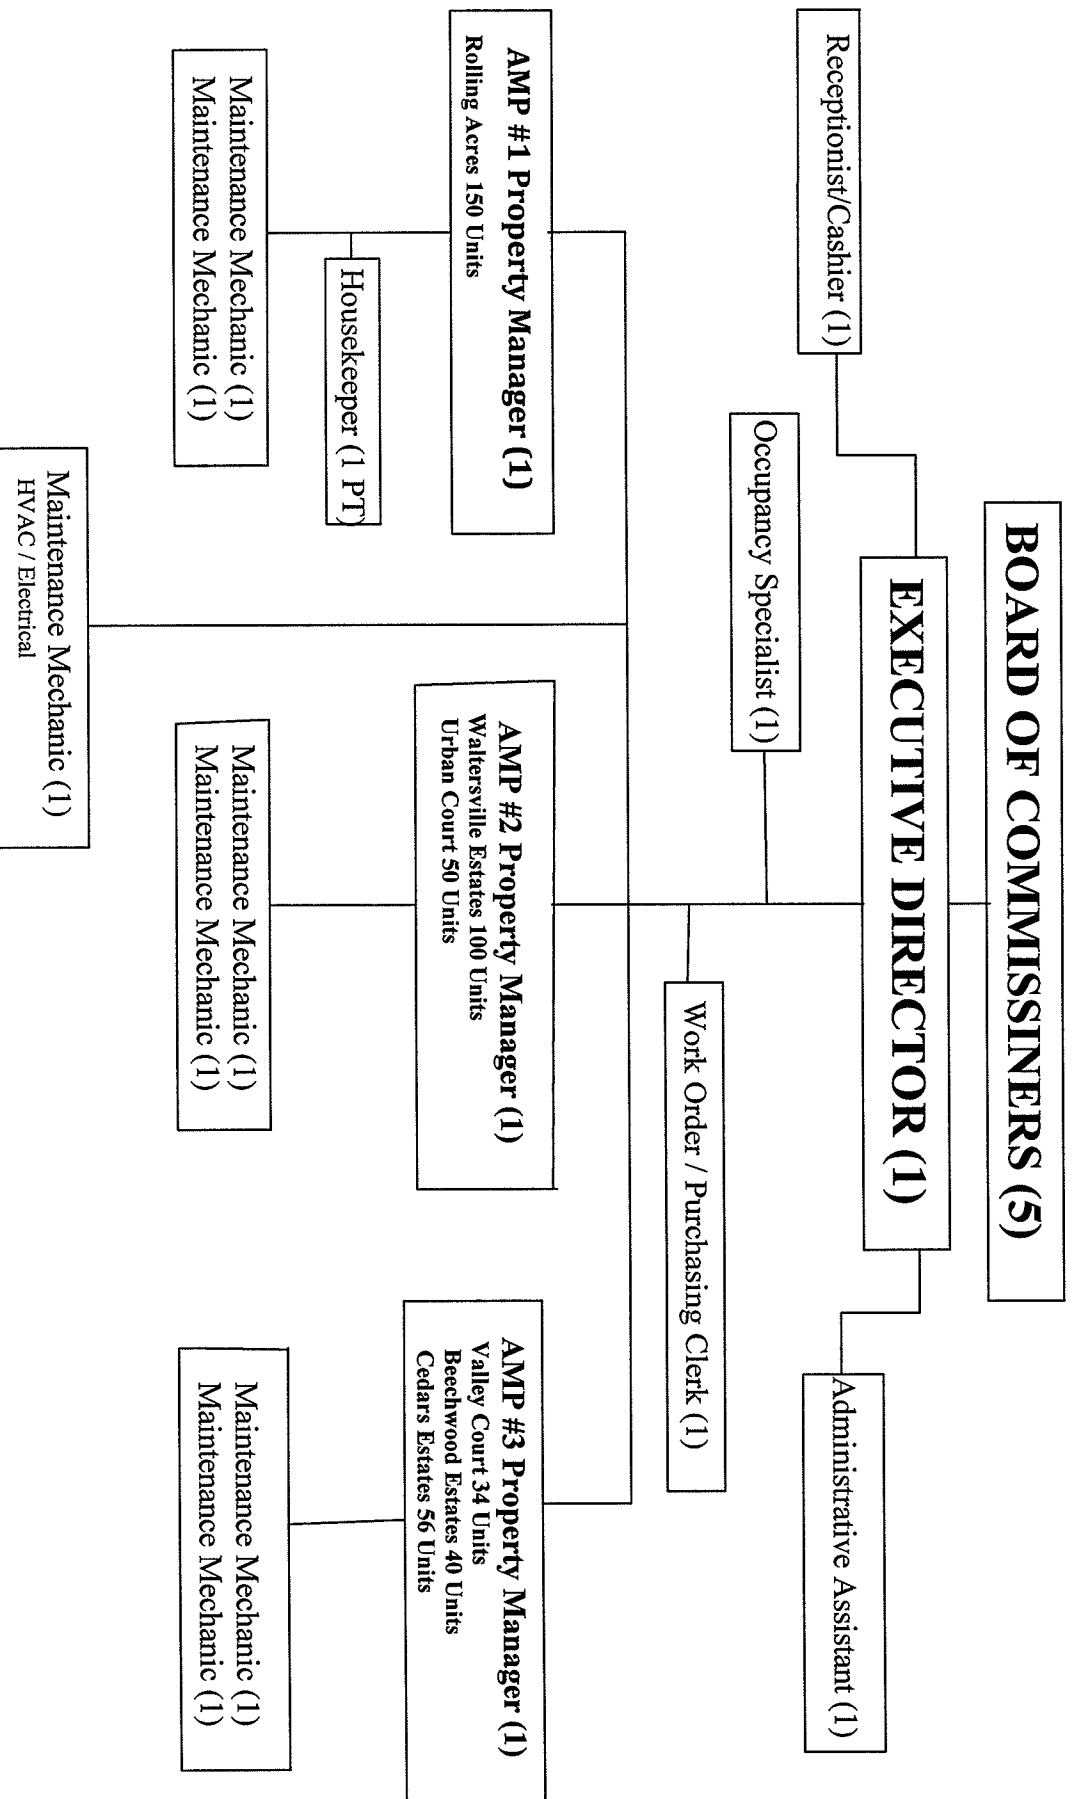 BOARD OF COMMISSINERS (5)
EXECUTIVE DIRECTOR (1)
Receptionist/Cashier (1)
Administrative Assistant (1)
Occupancy Specialist (1)
Work Order / Purchasing Clerk (1)
AMP #1 Property Manager (1)
Rolling Acres 150 Units
Housekeeper (1 PT)
Maintenance Mechanic (1)
Maintenance Mechanic (1)
Maintenance Mechanic (1)
HVAC / Electrical
AMP #2 Property Manager (1)
Waltersville Estates 100 Units
Urban Court 50 Units
Maintenance Mechanic (1)
Maintenance Mechanic (1)
AMP #3 Property Manager (1)
Valley Court 34 Units
Beechwood Estates 40 Units
Cedars Estates 56 Units
Maintenance Mechanic (1)
Maintenance Mechanic (1)